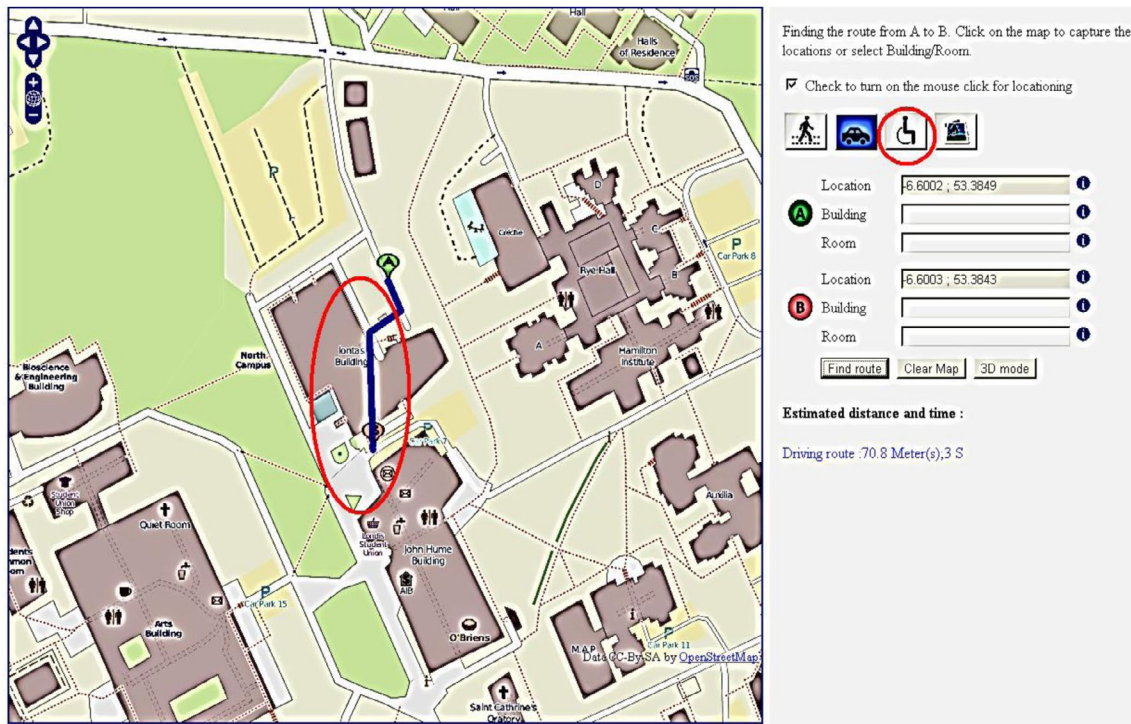 Hall
Hall
Halls
of Residence
SOS
P
D
Creche
C
P
Car Park 8
Rye Hall
B
A
A
Iontas
Building
Hamilton
Institute
North
Campus
Bioscience
& Engineering
Building
P
Car Park 7
Student
Union
Shop
Quiet Room
Auxilia
Student
Union
John Hume
Building
AIB
P
Car Park 15
Arts
Building
O'Briens
M.A.P
P
Car Park 11
Data CC-By-SA by OpenStreetMap
Saint Cathrine's
Oratory
Finding the route from A to B. Click on the map to capture the
locations or select Building/Room.
Check to turn on the mouse click for locationing
Location -6.6002 ; 53.3849
A Building
Room
Location -6.6003 ; 53.3843
B Building
Room
Find route Clear Map 3D mode
Estimated distance and time :
Driving route :70.8 Meter(s),3 S